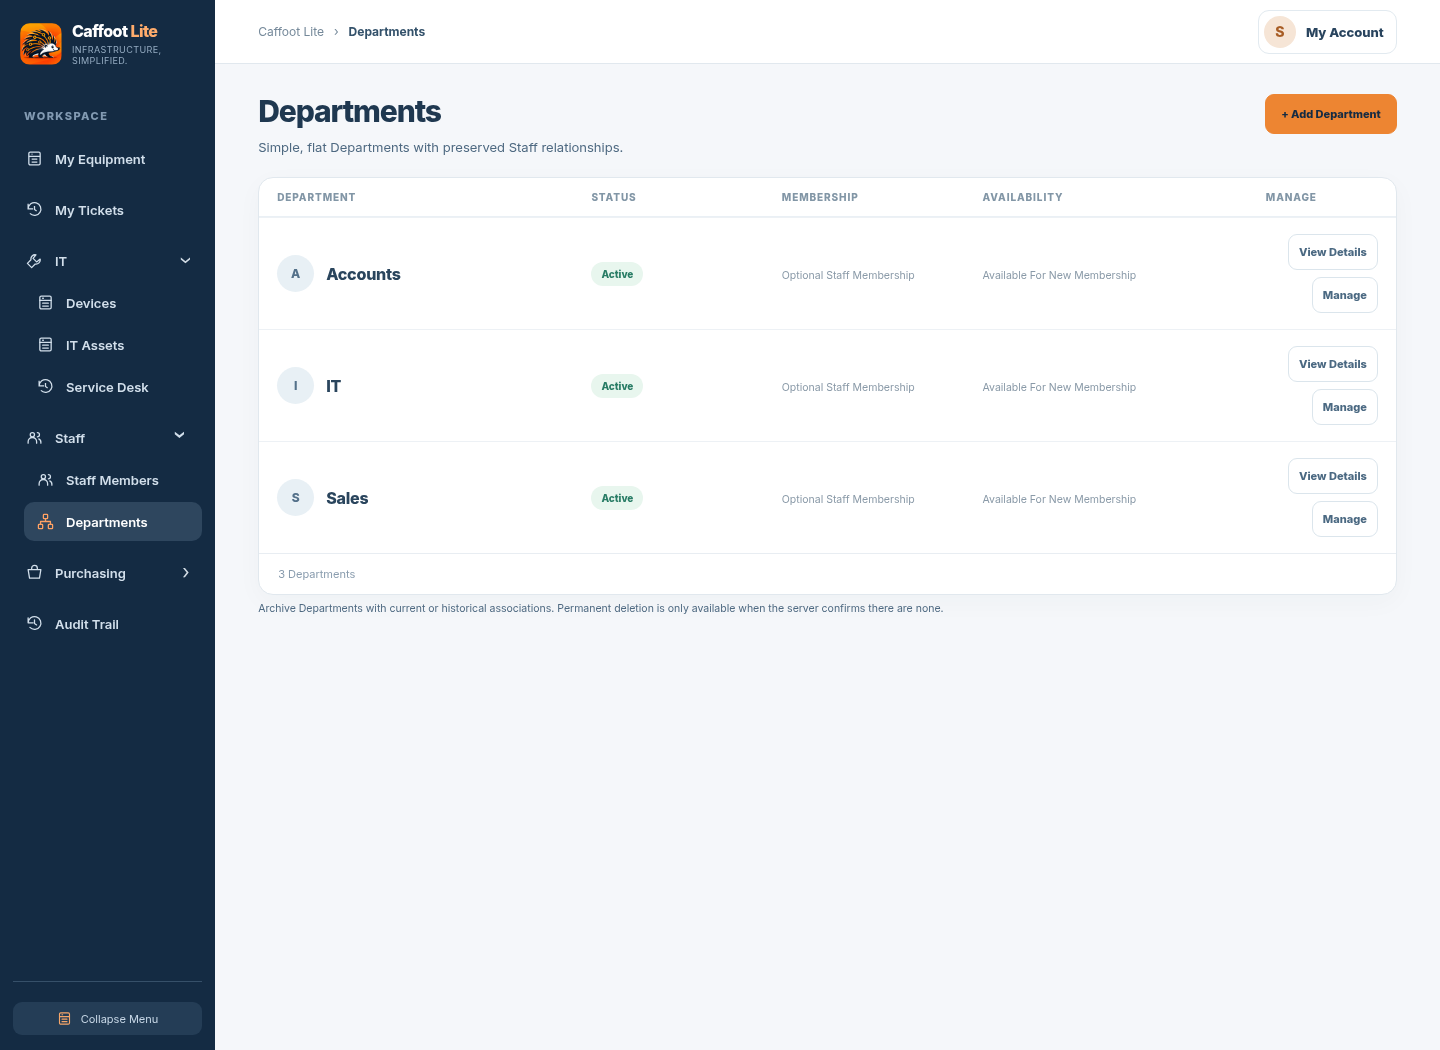 Caffoot Lite
INFRASTRUCTURE,
SIMPLIFIED.
WORKSPACE
My Equipment
My Tickets
IT
Devices
IT Assets
Service Desk
Staff
Staff Members
Departments
Purchasing
Audit Trail
Collapse Menu
Caffoot Lite › Departments
S My Account
Departments
+ Add Department
Simple, flat Departments with preserved Staff relationships.
DEPARTMENT STATUS MEMBERSHIP AVAILABILITY MANAGE
A Accounts Active Optional Staff Membership Available For New Membership View Details
Manage
I IT Active Optional Staff Membership Available For New Membership View Details
Manage
S Sales Active Optional Staff Membership Available For New Membership View Details
Manage
3 Departments
Archive Departments with current or historical associations. Permanent deletion is only available when the server confirms there are none.